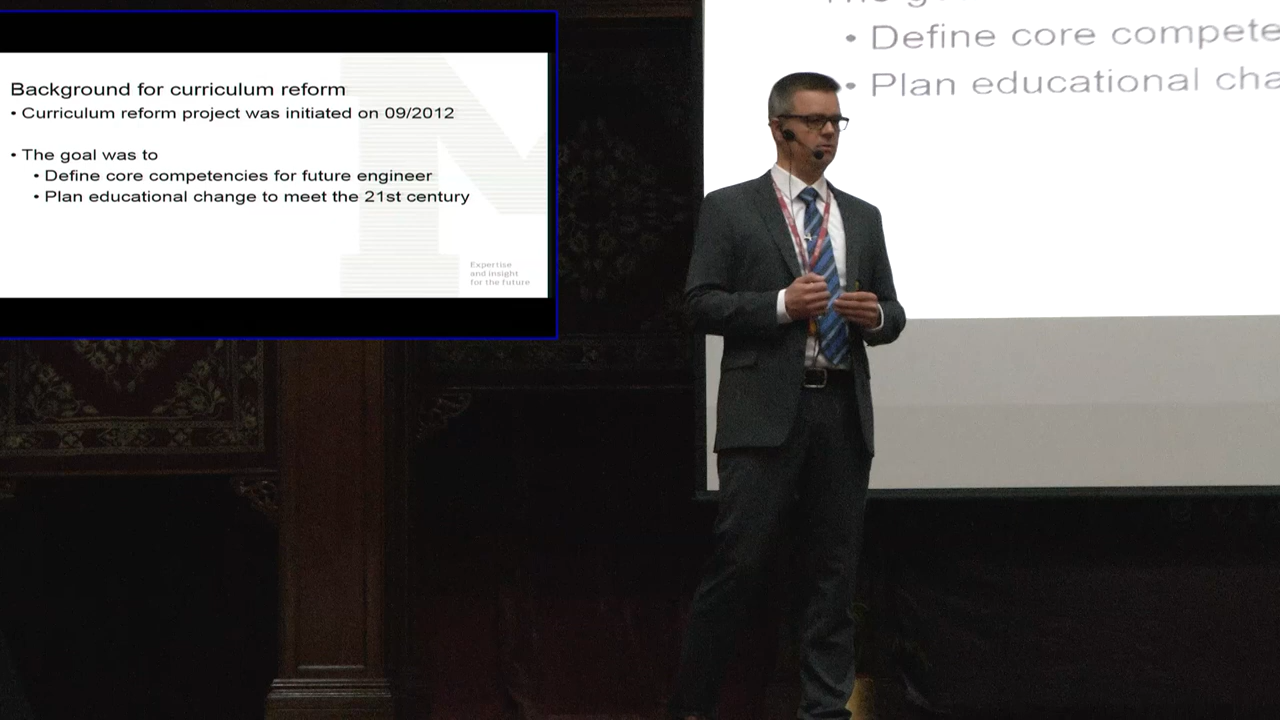 Background for curriculum reform
• Curriculum reform project was initiated on 09/2012
• The goal was to
• Define core competencies for future engineer
• Plan educational change to meet the 21st century
Expertise
and insight
for the future
• Define core
• Plan educational